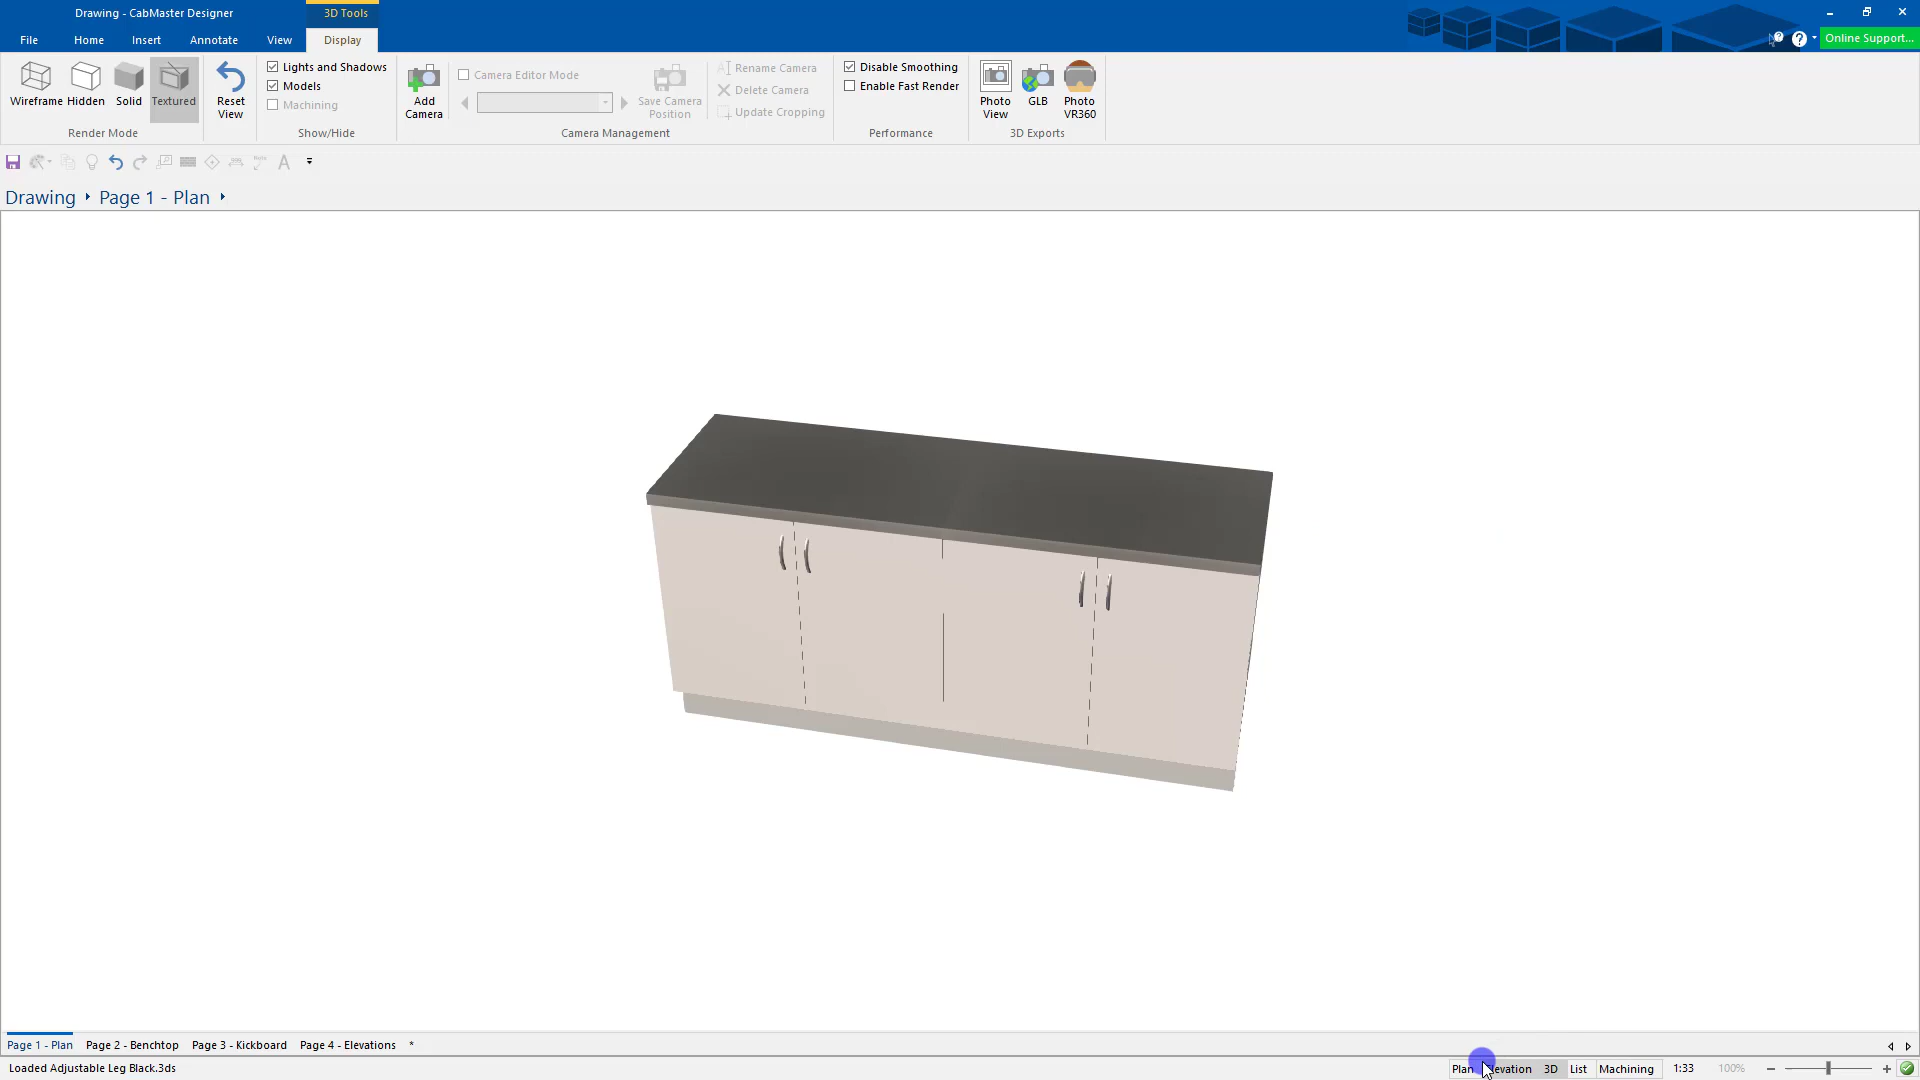 Drawing - CabMaster Designer
3D Tools
File
Home
Insert
Annotate
View
Display
Online Support...
Wireframe
Hidden
Solid
Textured
Render Mode
Reset
View
Lights and Shadows
Models
Machining
Show/Hide
Add
Camera
Camera Editor Mode
Save Camera
Position
Rename Camera
Delete Camera
Update Cropping
Camera Management
Disable Smoothing
Enable Fast Render
Performance
Photo
View
GLB
Photo
VR360
3D Exports
Drawing
Page 1 - Plan
Page 1 - Plan
Page 2 - Benchtop
Page 3 - Kickboard
Page 4 - Elevations
*
Loaded Adjustable Leg Black.3ds
Plan
3D
List
Machining
1:33
100%